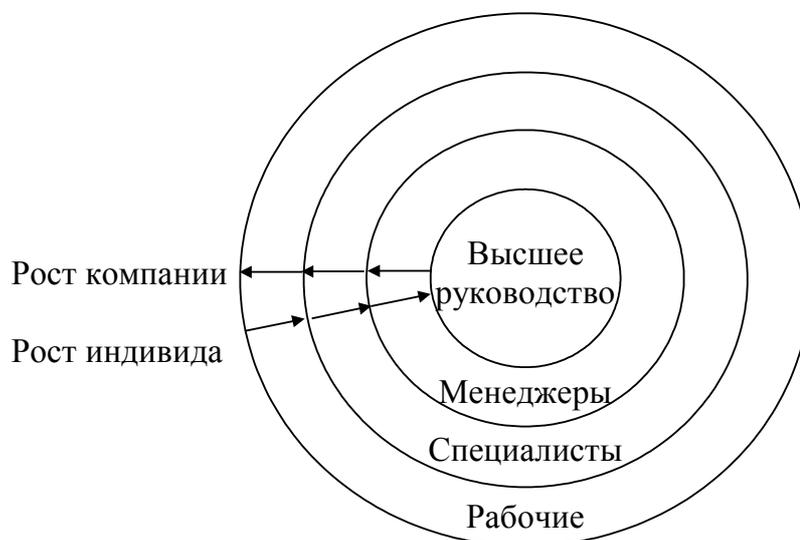 Рост компании
Рост индивида
Высшее
руководство
Менеджеры
Специалисты
Рабочие